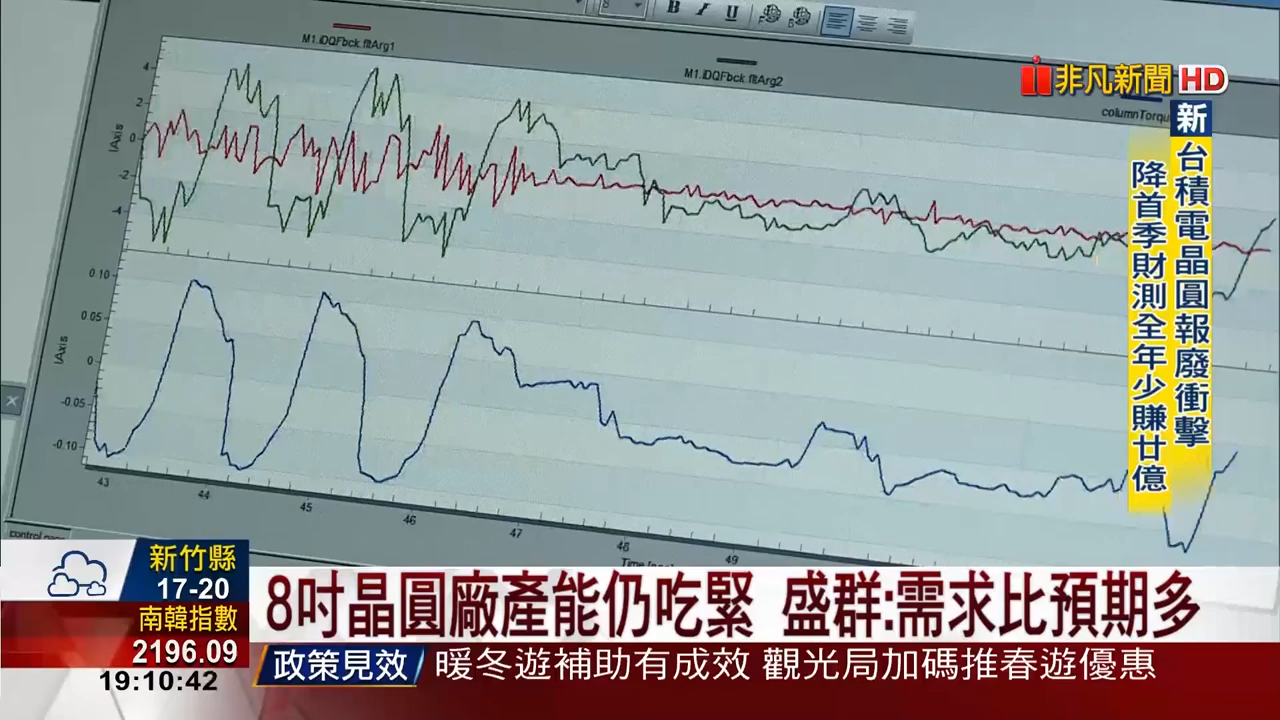 B I U
M1.iDQFbck.fltArg1
M1.iDQFbck.fltArg2
非凡新聞HD
新 台積電晶圓報廢衝擊
降首季財測全年少賺廿億
4
2
0
-2
-4
IAxis
0.10
0.05
0
-0.05
-0.10
IAxis
43 44 45 46 47 48 49
新竹縣
17-20
南韓指數
2196.09
19:10:42
8吋晶圓廠產能仍吃緊 盛群:需求比預期多
政策見效 暖冬遊補助有成效 觀光局加碼推春遊優惠